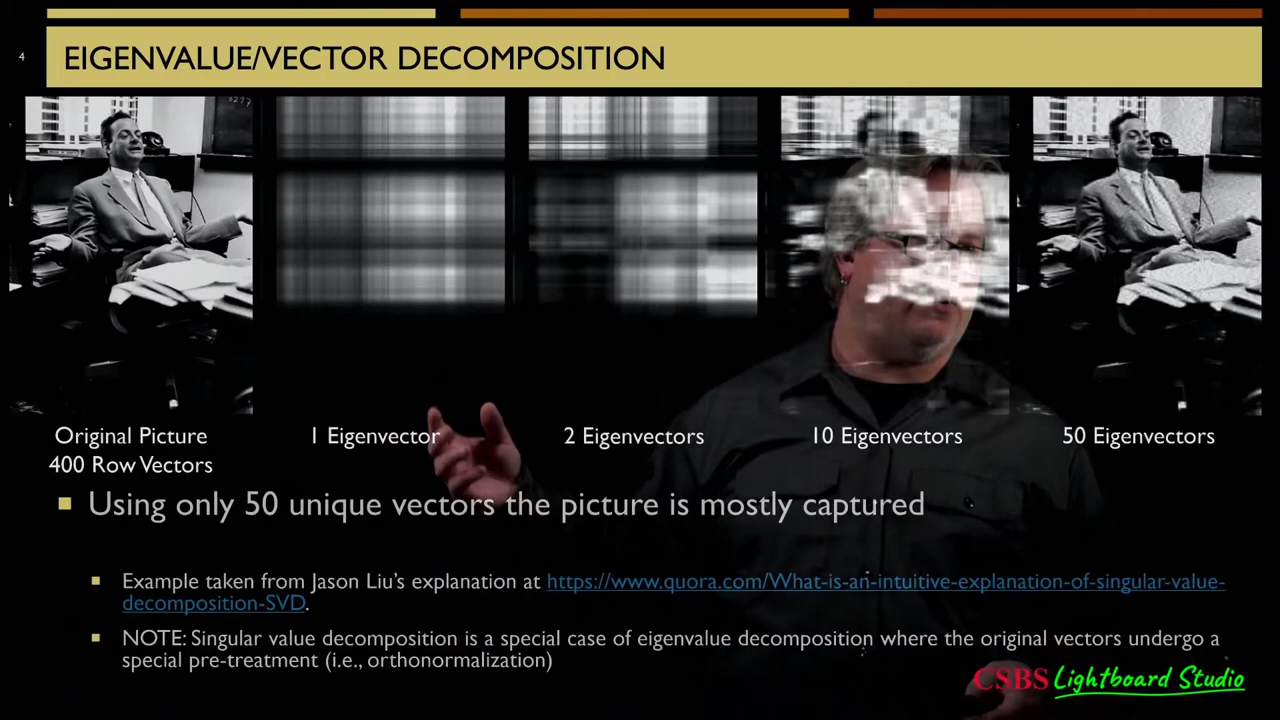 4
EIGENVALUE/VECTOR DECOMPOSITION
Original Picture
400 Row Vectors
1 Eigenvector
2 Eigenvectors
10 Eigenvectors
50 Eigenvectors
Using only 50 unique vectors the picture is mostly captured
Example taken from Jason Liu's explanation at https://www.quora.com/What-is-an-intuitive-explanation-of-singular-value-
decomposition-SVD.
NOTE: Singular value decomposition is a special case of eigenvalue decomposition where the original vectors undergo a
special pre-treatment (i.e., orthonormalization)
CSBS Lightboard Studio